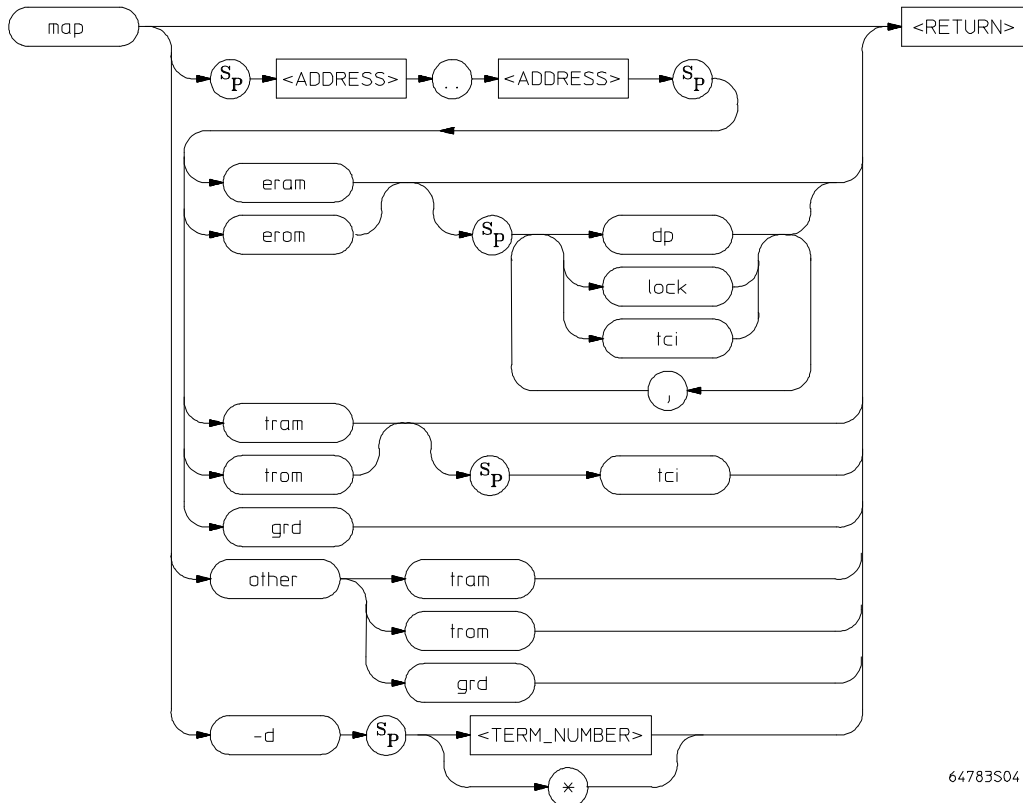 map
<RETURN>
SP
<ADDRESS>
..
<ADDRESS>
SP
eram
erom
SP
dp
lock
tci
,
tram
trom
SP
tci
grd
other
tram
trom
grd
-d
SP
<TERM_NUMBER>
*
64783S04